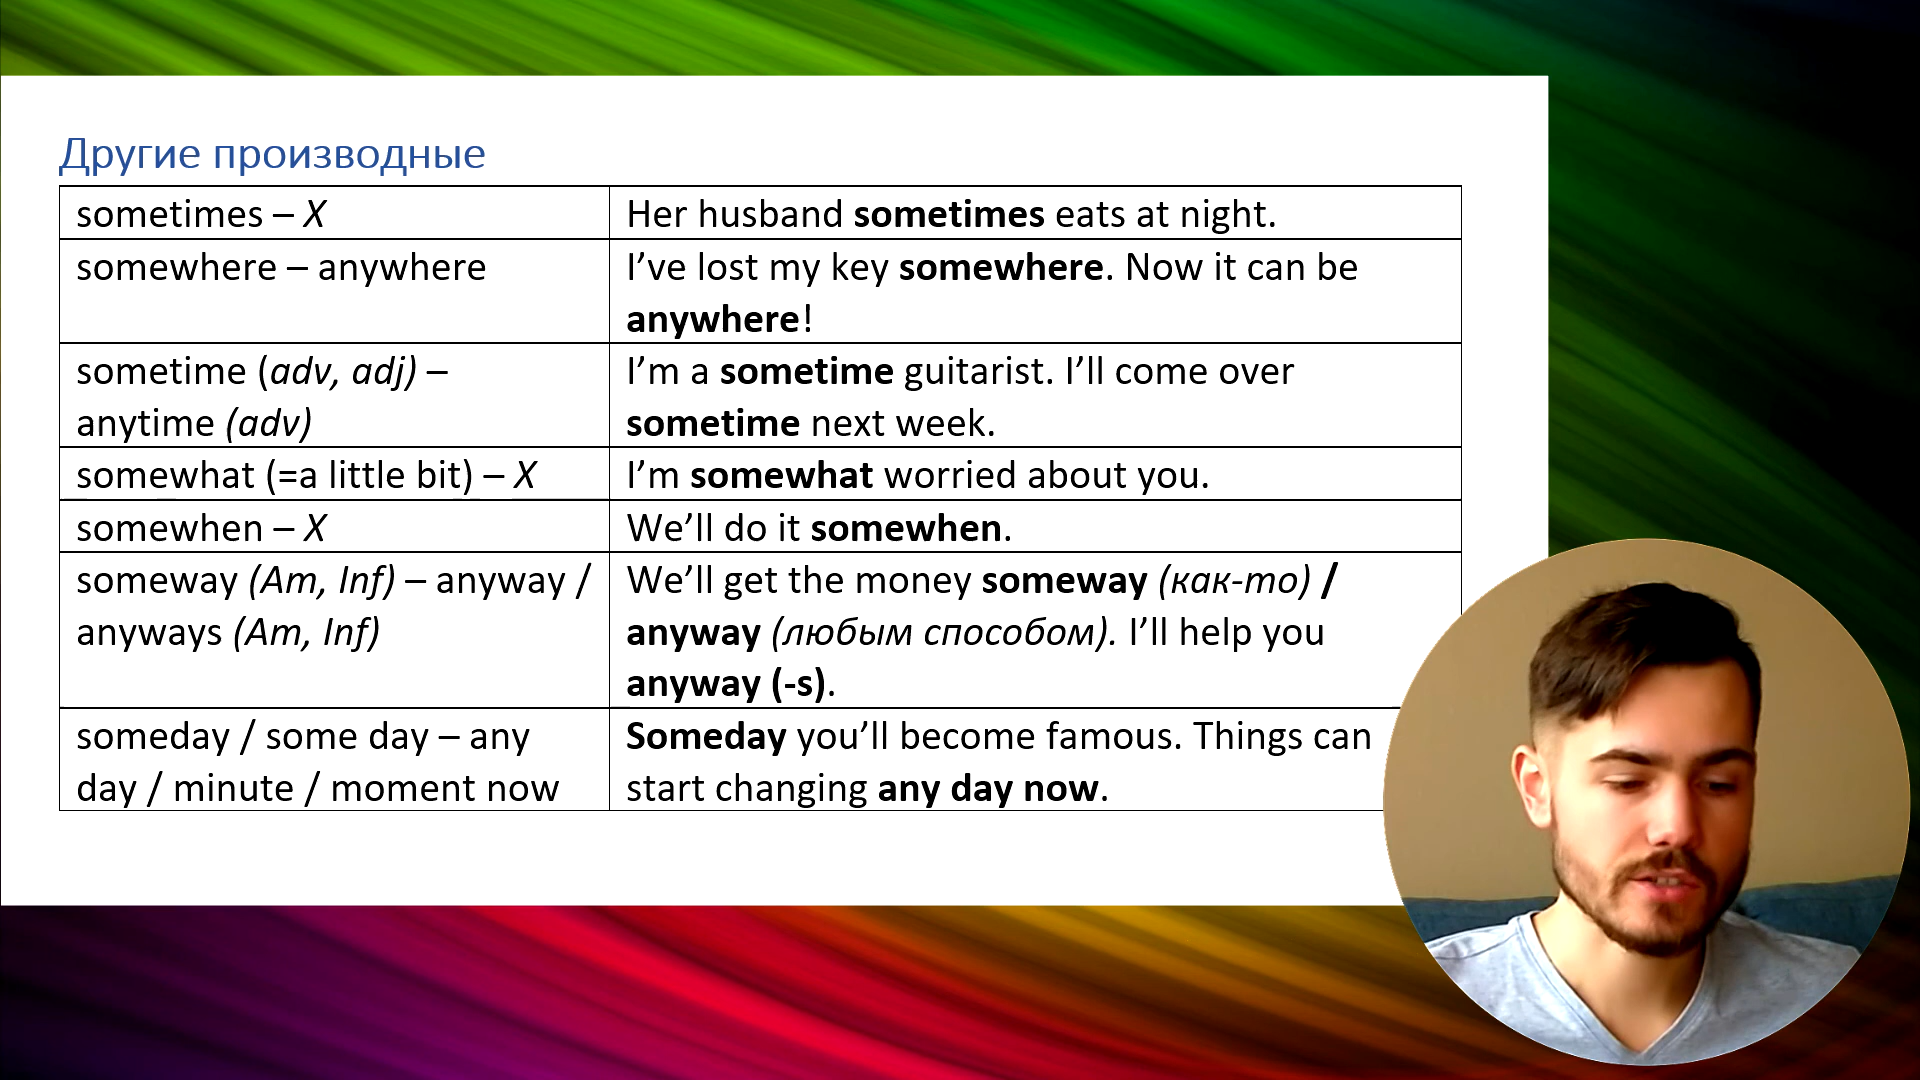 Другие производные
sometimes – X
Her husband sometimes eats at night.
somewhere – anywhere
I’ve lost my key somewhere. Now it can be
anywhere!
sometime (adv, adj) –
anytime (adv)
I’m a sometime guitarist. I’ll come over
sometime next week.
somewhat (=a little bit) – X
I’m somewhat worried about you.
somewhen – X
We’ll do it somewhen.
someway (Am, Inf) – anyway /
anyways (Am, Inf)
We’ll get the money someway (как-то) /
anyway (любым способом). I’ll help you
anyway (-s).
someday / some day – any
day / minute / moment now
Someday you’ll become famous. Things can
start changing any day now.